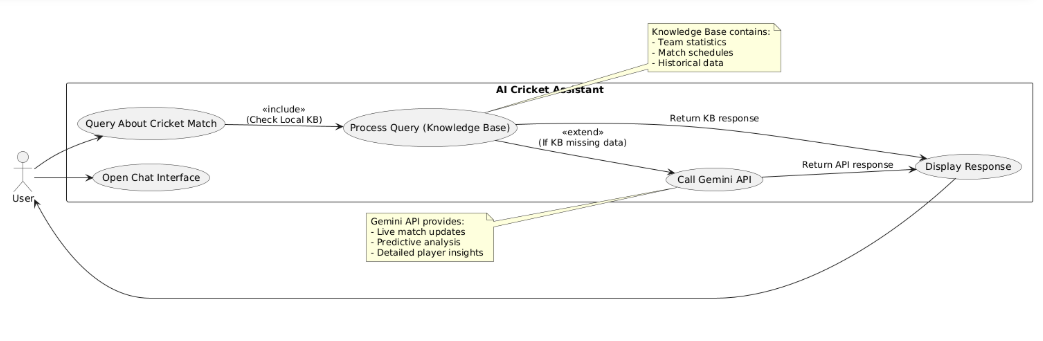 Knowledge Base contains:
- Team statistics
- Match schedules
- Historical data
AI Cricket Assistant
Query About Cricket Match
«include»
(Check Local KB)
Process Query (Knowledge Base)
Return KB response
«extend»
(If KB missing data)
Open Chat Interface
Call Gemini API
Return API response
Display Response
User
Gemini API provides:
- Live match updates
- Predictive analysis
- Detailed player insights